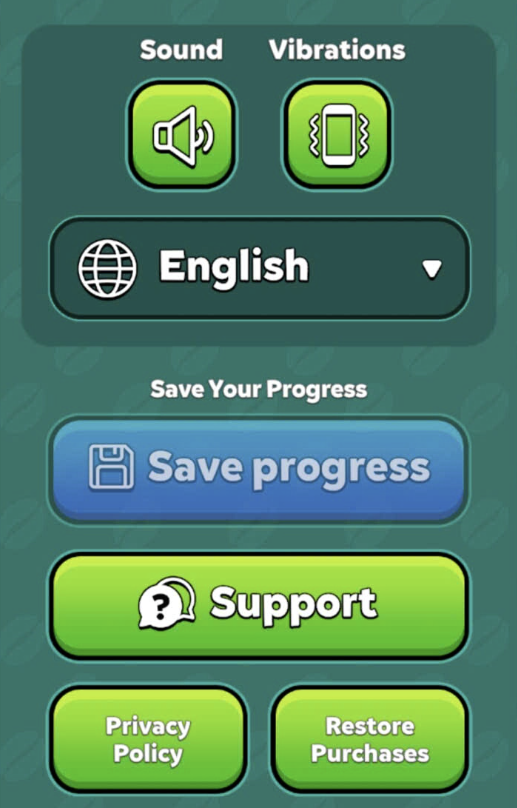 Sound
Vibrations
English
Save Your Progress
Save progress
?
Support
Privacy
Policy
Restore
Purchases